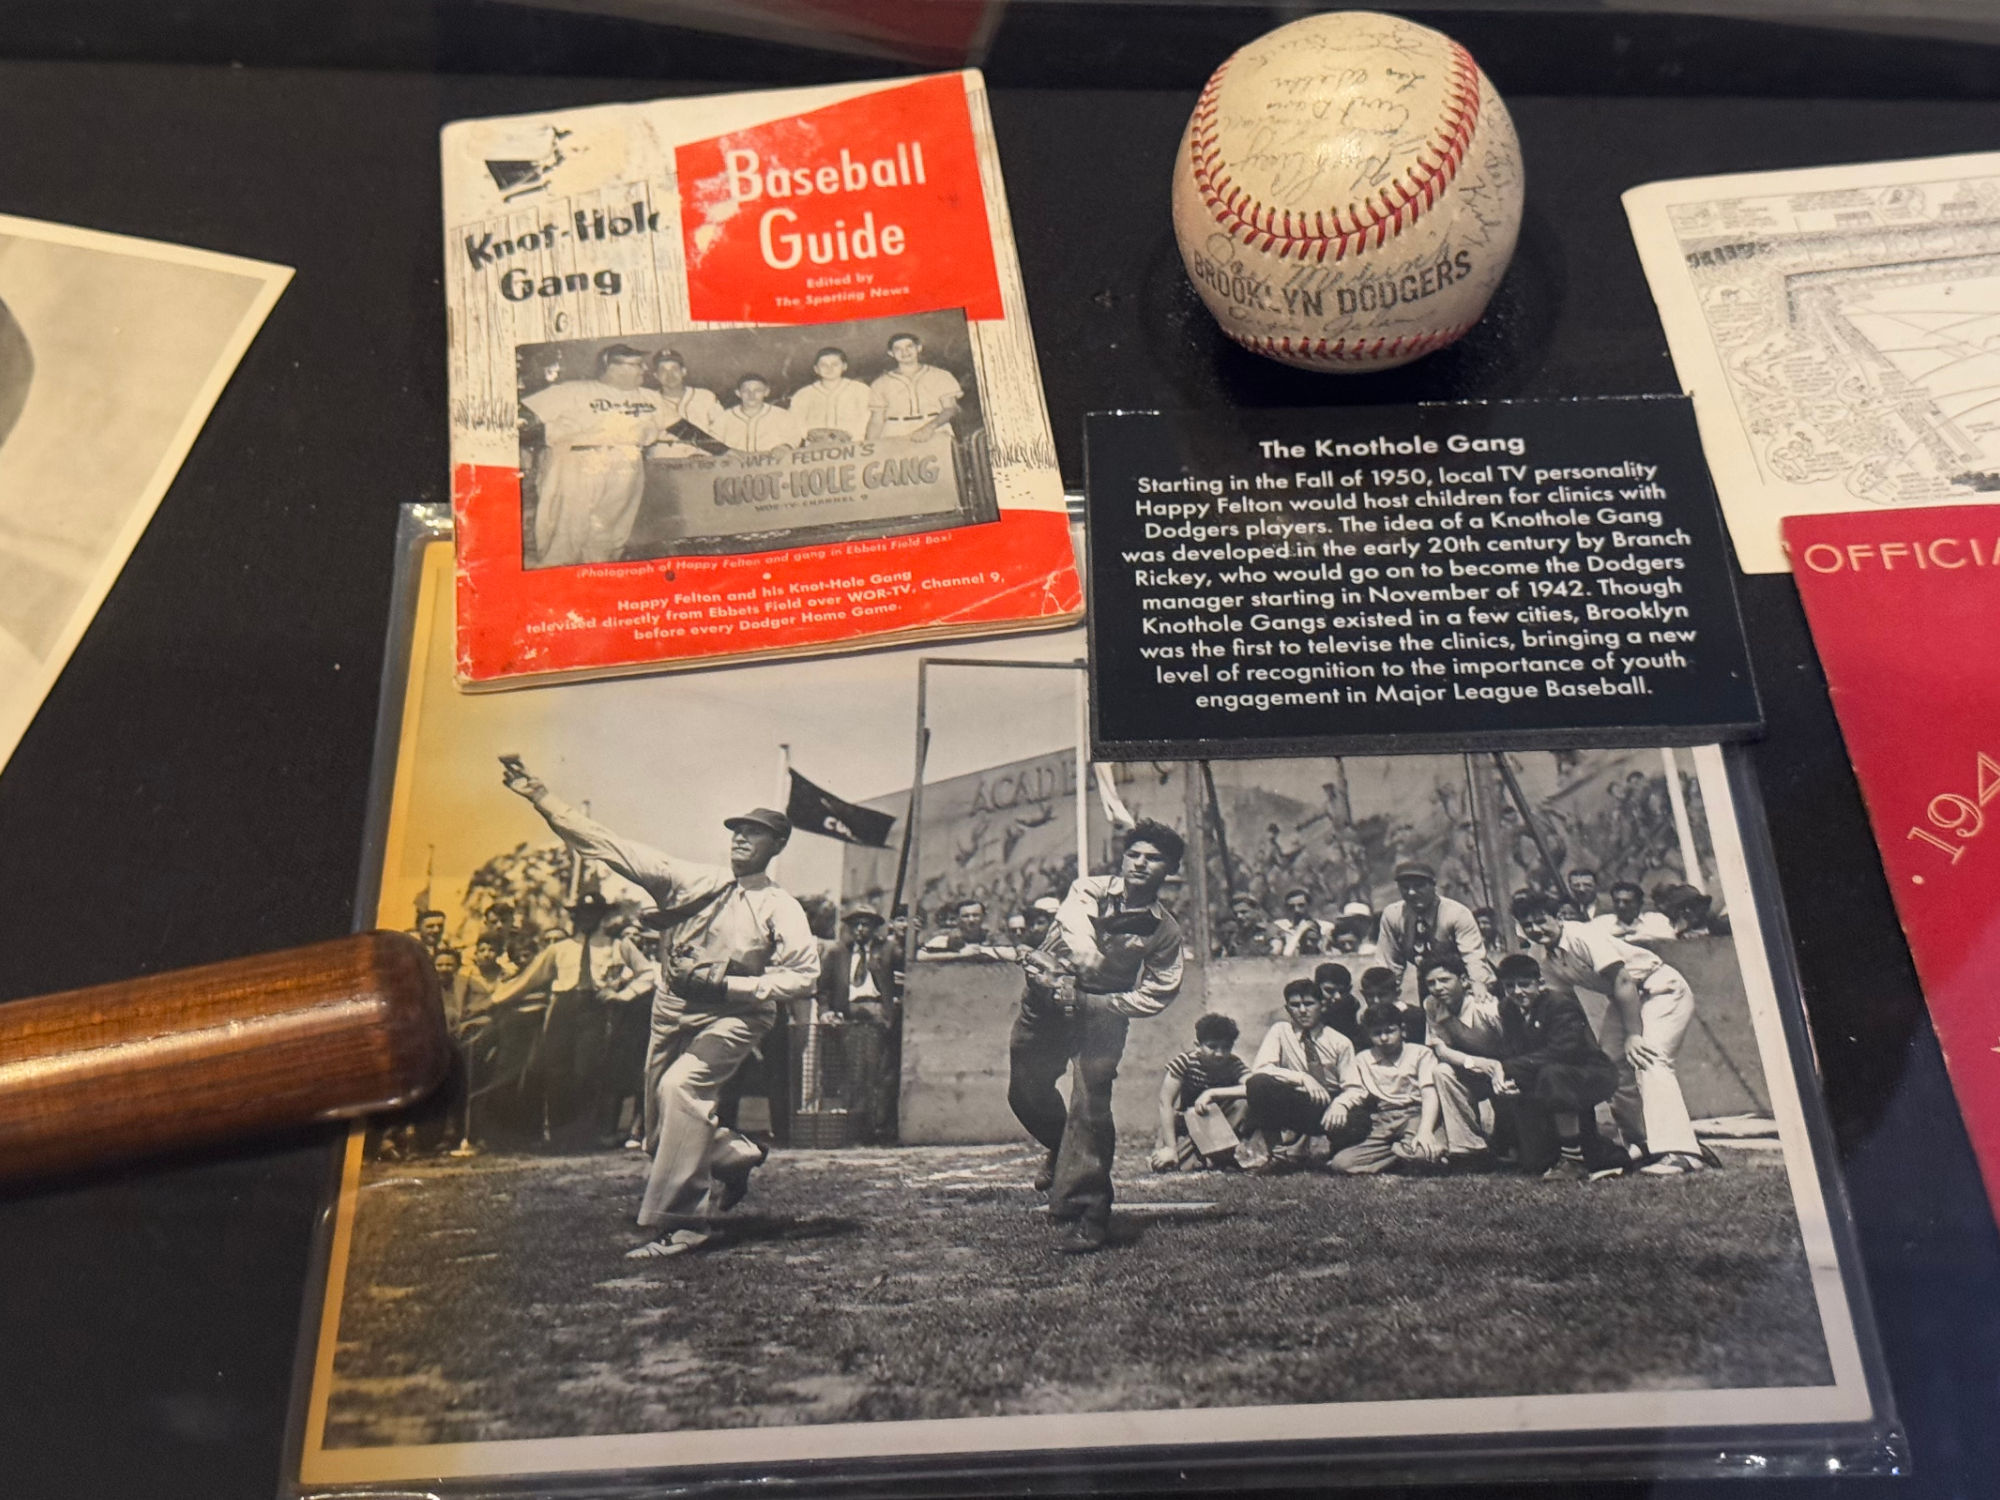 Knot-Hole
Gang
Baseball
Guide
Edited by
The Sporting News
Dodgers
HAPPY FELTON'S
KNOT-HOLE GANG
WOR-TV-CHANNEL 9
(Photograph of Happy Felton and gang in Ebbets Field Box)
Happy Felton and his Knot-Hole Gang
televised directly from Ebbets Field over WOR-TV, Channel 9,
before every Dodger Home Game.
Leo
Curt Davis
BROOKLYN DODGERS
The Knothole Gang
Starting in the Fall of 1950, local TV personality
Happy Felton would host children for clinics with
Dodgers players. The idea of a Knothole Gang
was developed in the early 20th century by Branch
Rickey, who would go on to become the Dodgers
manager starting in November of 1942. Though
Knothole Gangs existed in a few cities, Brooklyn
was the first to televise the clinics, bringing a new
level of recognition to the importance of youth
engagement in Major League Baseball.
OFFICIA
194
ACAD